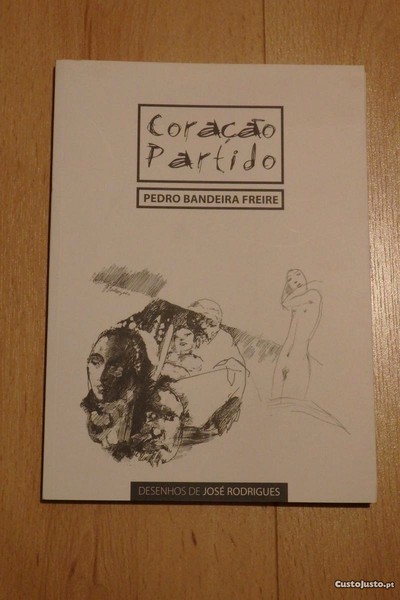 Coração
Partido
PEDRO BANDEIRA FREIRE
DESENHOS DE JOSÉ RODRIGUES
CustoJusto.pt